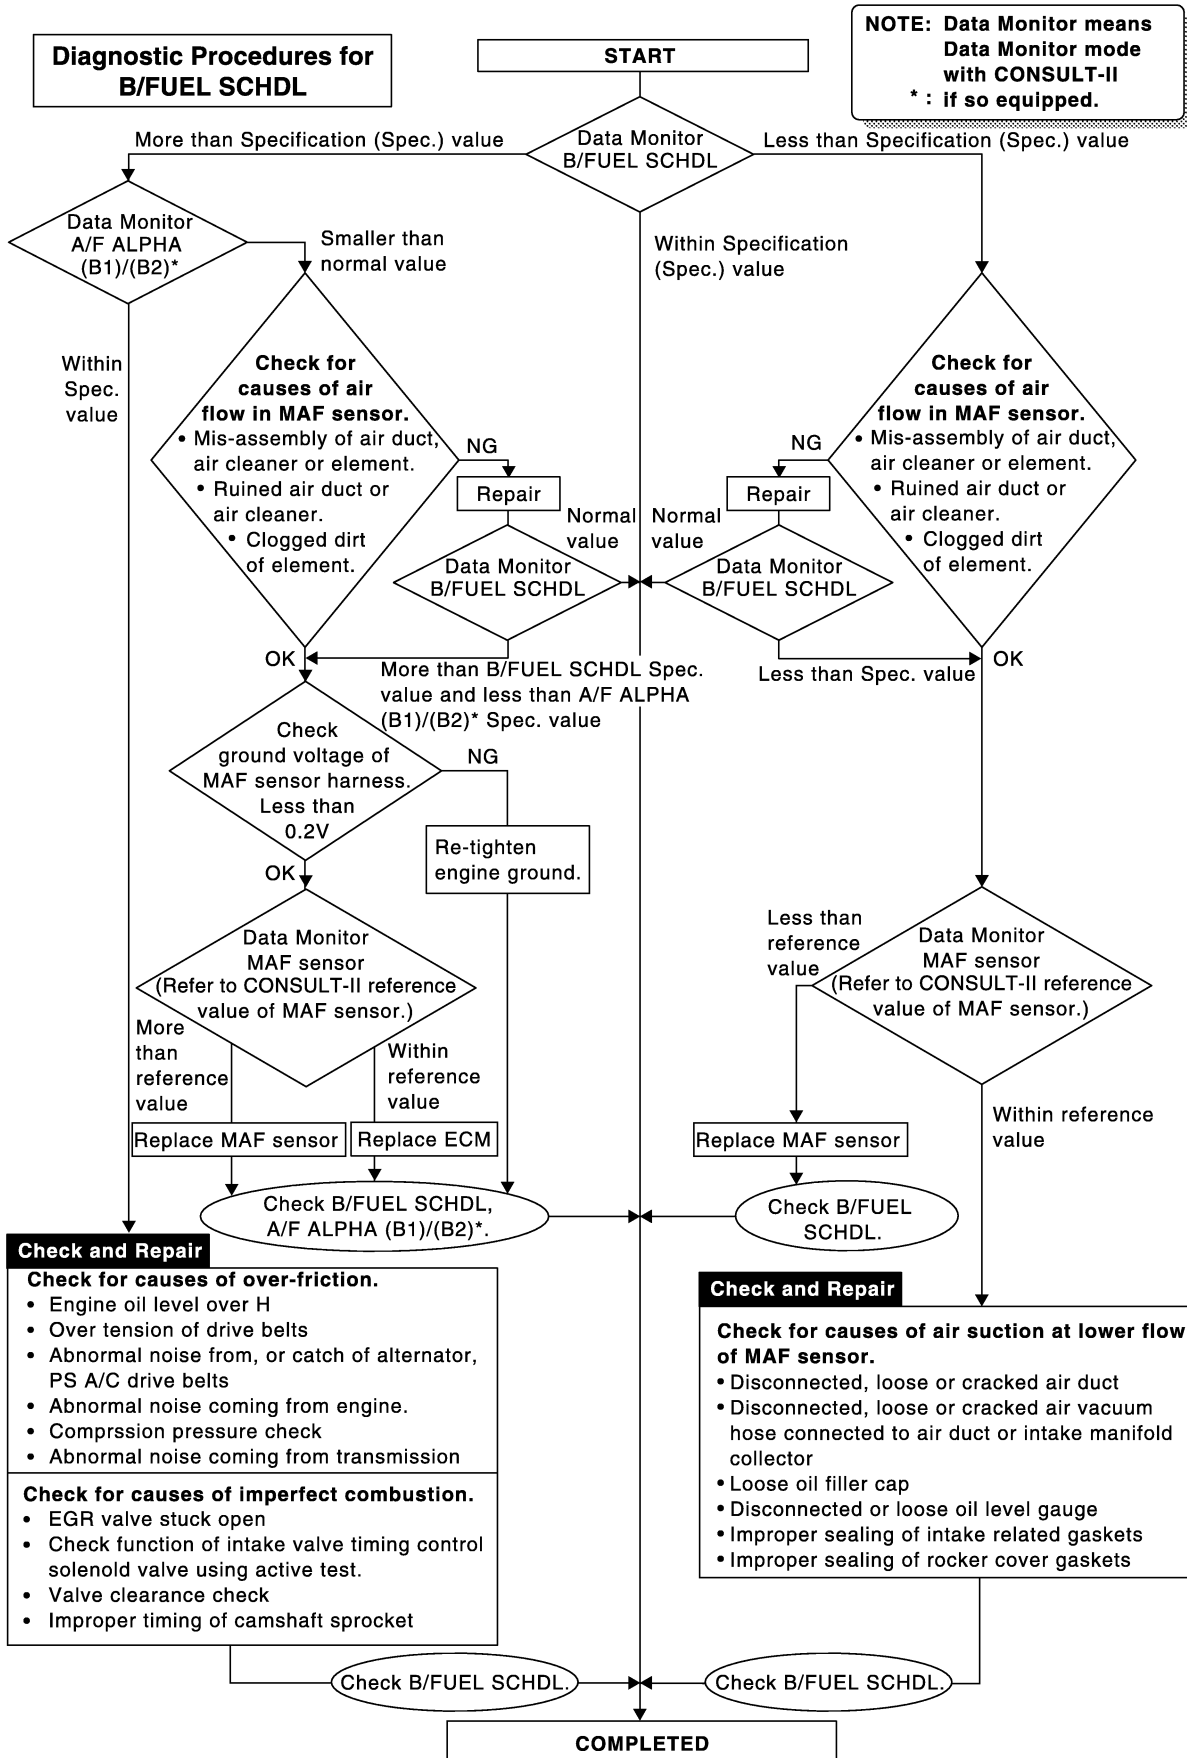 Diagnostic Procedures for
B/FUEL SCHDL
START
NOTE: Data Monitor means
Data Monitor mode
with CONSULT-II
* : if so equipped.
More than Specification (Spec.) value
Data Monitor
B/FUEL SCHDL
Less than Specification (Spec.) value
Data Monitor
A/F ALPHA
(B1)/(B2)*
Smaller than
normal value
Within Specification
(Spec.) value
Within
Spec.
value
Check for
causes of air
flow in MAF sensor.
• Mis-assembly of air duct,
air cleaner or element.
• Ruined air duct or
air cleaner.
• Clogged dirt
of element.
NG
Repair
Normal
value
Data Monitor
B/FUEL SCHDL
NG
Repair
Normal
value
Data Monitor
B/FUEL SCHDL
Check for
causes of air
flow in MAF sensor.
• Mis-assembly of air duct,
air cleaner or element.
• Ruined air duct or
air cleaner.
• Clogged dirt
of element.
OK
More than B/FUEL SCHDL Spec.
value and less than A/F ALPHA
(B1)/(B2)* Spec. value
Less than Spec. value
OK
Check
ground voltage of
MAF sensor harness.
Less than
0.2V
NG
Re-tighten
engine ground.
OK
Data Monitor
MAF sensor
(Refer to CONSULT-II reference
value of MAF sensor.)
Less than
reference
value
Data Monitor
MAF sensor
(Refer to CONSULT-II reference
value of MAF sensor.)
More
than
reference
value
Within
reference
value
Within reference
value
Replace MAF sensor
Replace ECM
Replace MAF sensor
Check B/FUEL SCHDL,
A/F ALPHA (B1)/(B2)*.
Check B/FUEL
SCHDL.
Check and Repair
Check for causes of over-friction.
• Engine oil level over H
• Over tension of drive belts
• Abnormal noise from, or catch of alternator,
PS A/C drive belts
• Abnormal noise coming from engine.
• Comprssion pressure check
• Abnormal noise coming from transmission
Check for causes of imperfect combustion.
• EGR valve stuck open
• Check function of intake valve timing control
solenold valve using active test.
• Valve clearance check
• Improper timing of camshaft sprocket
Check and Repair
Check for causes of air suction at lower flow
of MAF sensor.
• Disconnected, loose or cracked air duct
• Disconnected, loose or cracked air vacuum
hose connected to air duct or intake manifold
collector
• Loose oil filler cap
• Disconnected or loose oil level gauge
• Improper sealing of intake related gaskets
• Improper sealing of rocker cover gaskets
Check B/FUEL SCHDL.
Check B/FUEL SCHDL.
COMPLETED